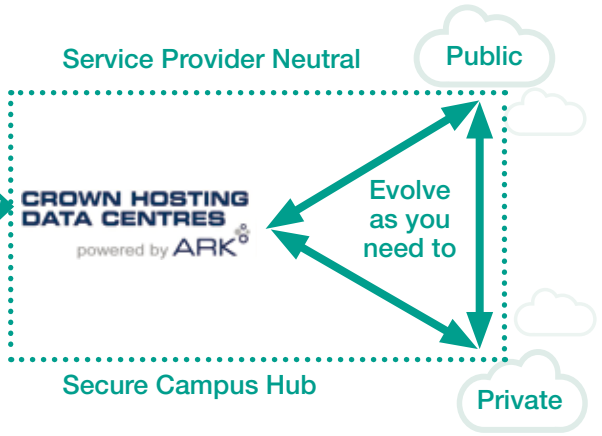 Service Provider Neutral
Public
CROWN HOSTING
DATA CENTRES
powered by ARK
Evolve
as you
need to
Secure Campus Hub
Private